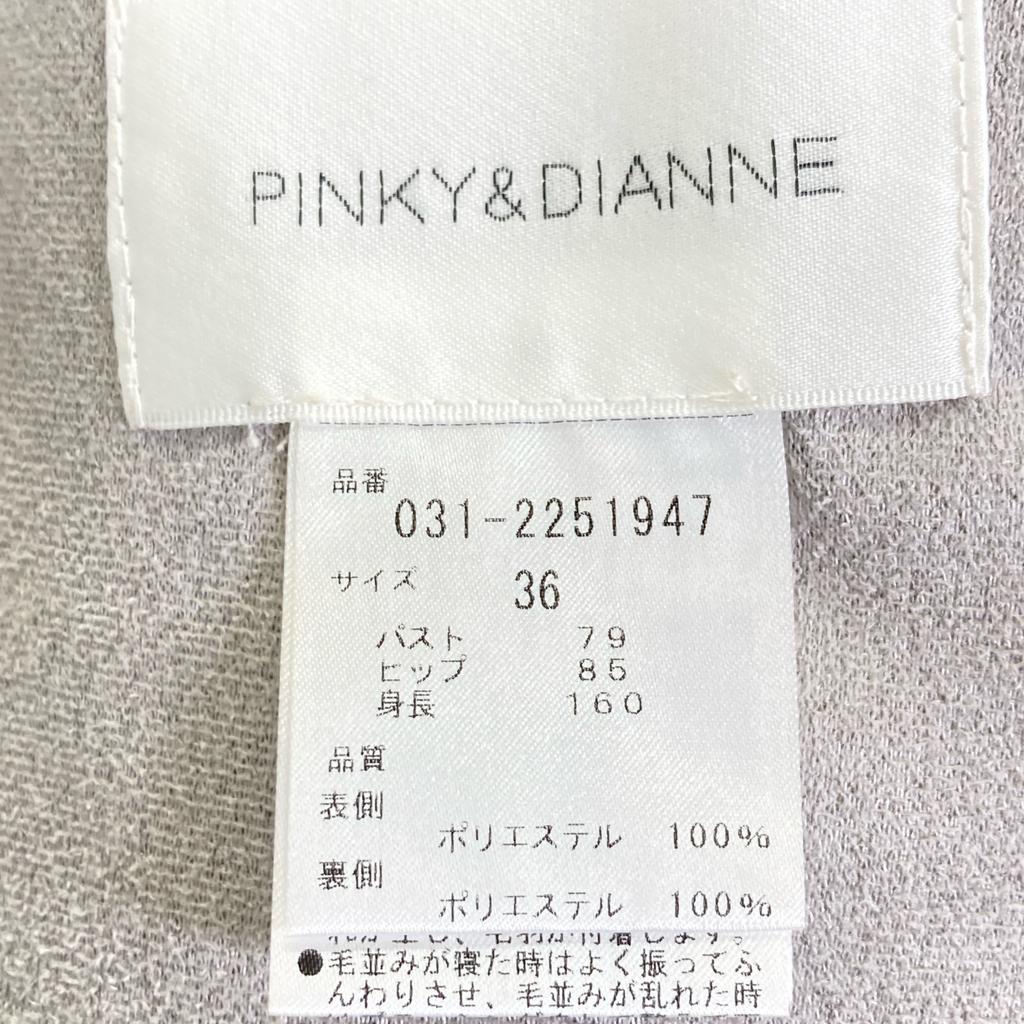 PINKY&DIANNE
品番
031-2251947
サイズ 36
バスト 79
ヒップ 85
身長 160
品質
表側
ポリエステル 100%
裏側
ポリエステル 100%
●毛並みが寝た時はよく振ってふ
んわりさせ、毛並みが乱れた時